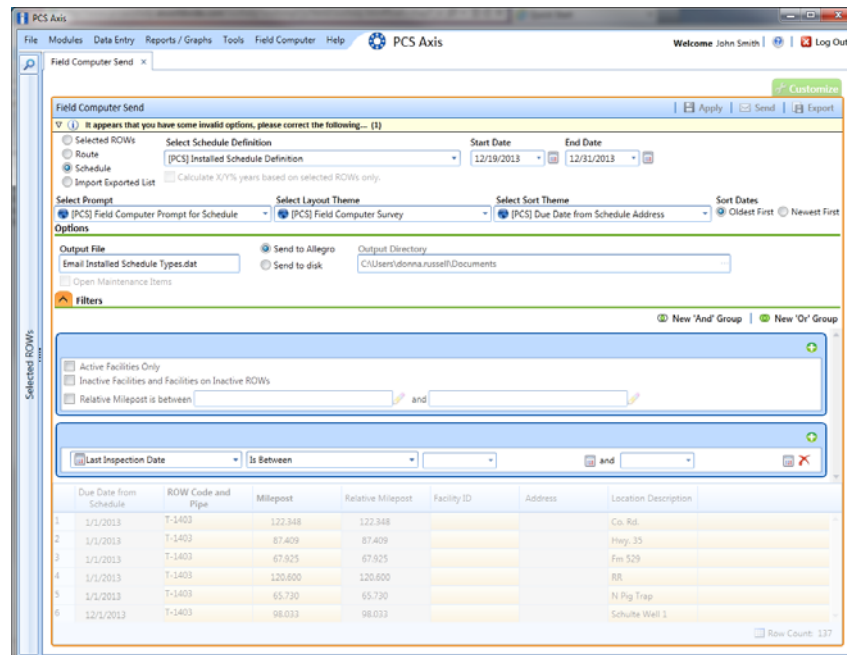 PCS Axis
File Modules Data Entry Reports / Graphs Tools Field Computer Help PCS Axis Welcome John Smith Log Out
Field Computer Send ×
Customize
Field Computer Send Apply Send Export
It appears that you have some invalid options, please correct the following... (1)
Selected ROWs
Route
Schedule
Import Exported List
Select Schedule Definition
[PCS] Installed Schedule Definition
Calculate X/Y% years based on selected ROWs only.
Start Date
12/19/2013
End Date
12/31/2013
Select Prompt
[PCS] Field Computer Prompt for Schedule
Select Layout Theme
[PCS] Field Computer Survey
Select Sort Theme
[PCS] Due Date from Schedule Address
Sort Dates
Oldest First Newest First
Options
Output File
Email Installed Schedule Types.dat
Open Maintenance Items
Send to Allegro
Send to disk
Output Directory
C:\Users\donna.russell\Documents
Filters
New 'And' Group New 'Or' Group
Selected ROWs
Active Facilities Only
Inactive Facilities and Facilities on Inactive ROWs
Relative Milepost is between and
Last Inspection Date Is Between and
Due Date from Schedule ROW Code and Pipe Milepost Relative Milepost Facility ID Address Location Description
1 1/1/2013 T-1403 122.348 122.348 Co. Rd.
2 1/1/2013 T-1403 87.409 87.409 Hwy. 35
3 1/1/2013 T-1403 67.925 67.925 Fm 529
4 1/1/2013 T-1403 120.600 120.600 RR
5 1/1/2013 T-1403 65.730 65.730 N Pig Trap
6 12/1/2013 T-1403 98.033 98.033 Schulte Well 1
Row Count: 137